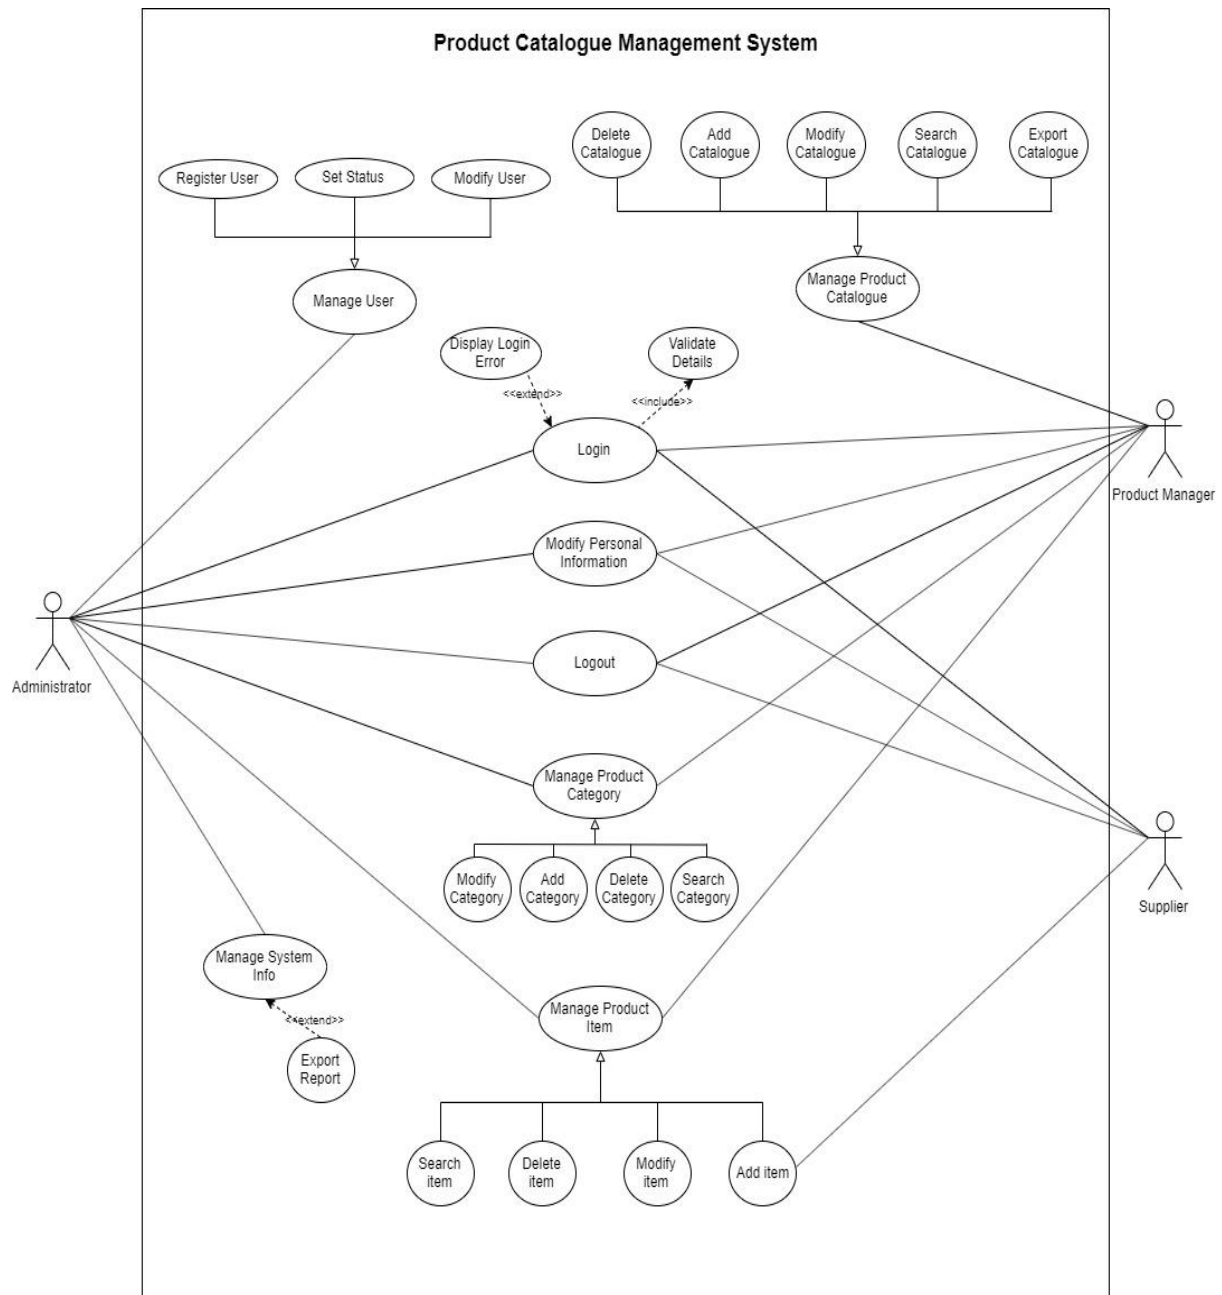 Product Catalogue Management System
Delete
Catalogue
Add
Catalogue
Modify
Catalogue
Search
Catalogue
Export
Catalogue
Register User
Set Status
Modify User
Manage User
Manage Product
Catalogue
Display Login
Error
Validate
Details
<<extend>>
<<include>>
Login
Product Manager
Modify Personal
Information
Logout
Administrator
Manage Product
Category
Modify
Category
Add
Category
Delete
Category
Search
Category
Supplier
Manage System
Info
<<extend>>
Export
Report
Manage Product
Item
Search
item
Delete
item
Modify
item
Add item